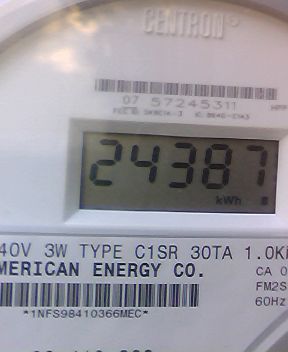 CENTRON®
07 57245311
24387
kWh
40V 3W TYPE C1SR 30TA 1.0K
MERICAN ENERGY CO.
CA 0
FM2S
60Hz
*1NFS98410366MEC*